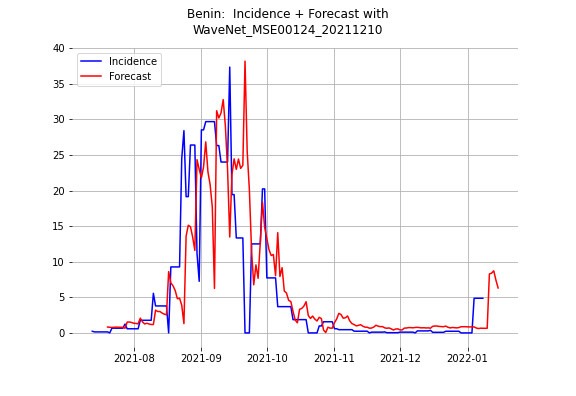 Benin:  Incidence + Forecast with
WaveNet_MSE00124_20211210
Incidence
Forecast
40
35
30
25
20
15
10
5
0
2021-08 2021-09 2021-10 2021-11 2021-12 2022-01